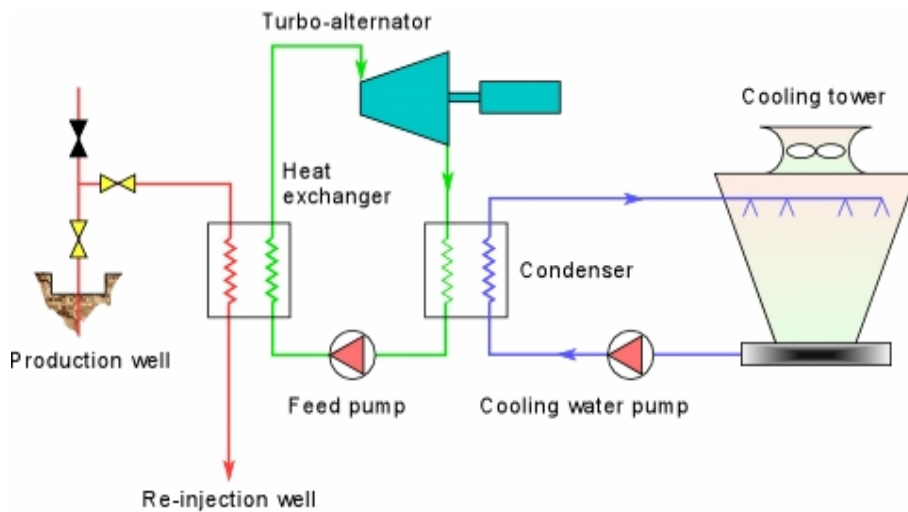 Turbo-alternator
Cooling tower
Heat
exchanger
Condenser
Production well
Feed pump
Cooling water pump
Re-injection well